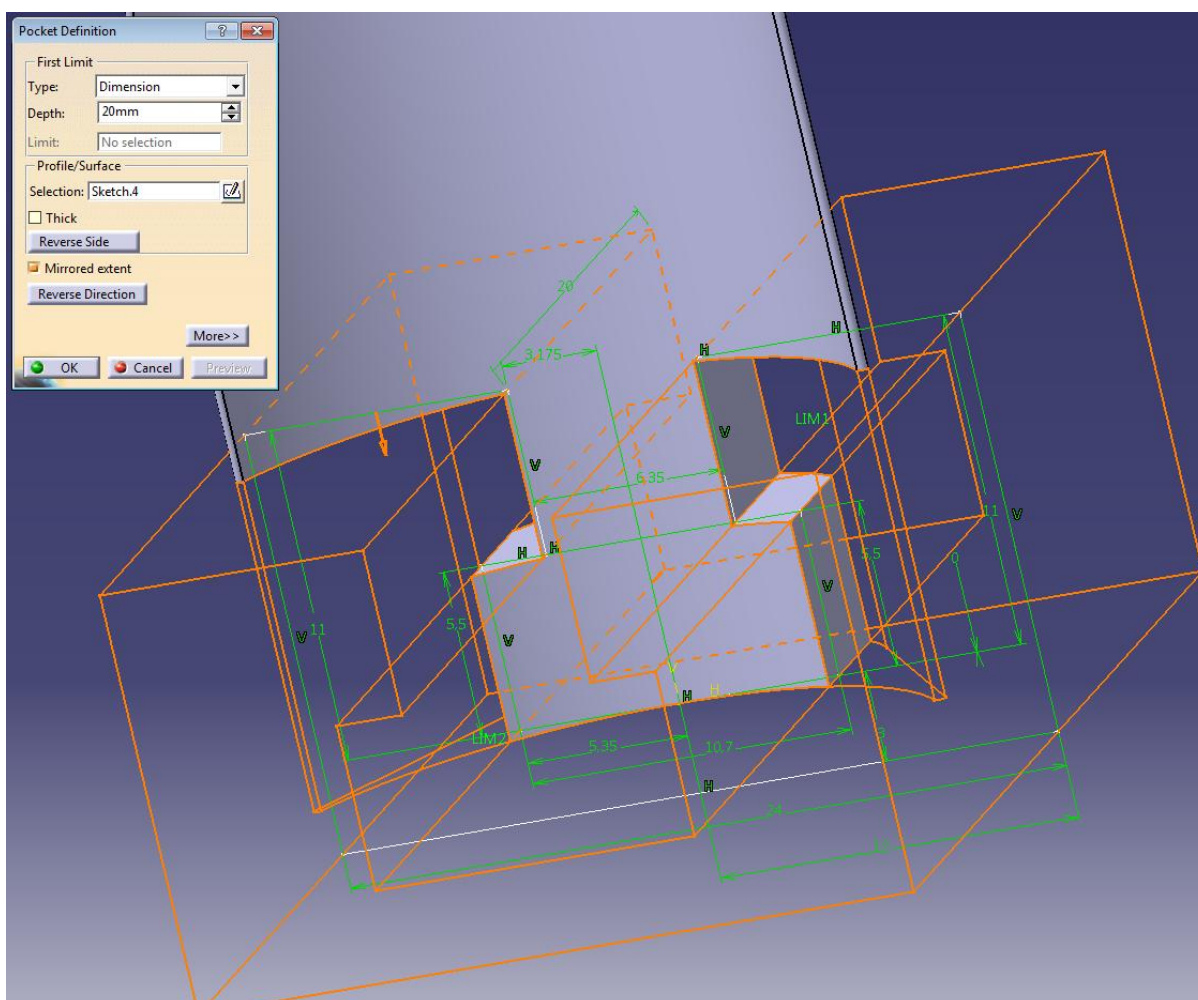 Pocket Definition
?
First Limit
Type: Dimension
Depth: 20mm
Limit: No selection
Profile/Surface
Selection: Sketch.4
Thick
Reverse Side
Mirrored extent
Reverse Direction
More>>
OK Cancel Preview
20
3,175
H
H
V
LIM1
V
6,35
11
V
H
H
5,5
0
V
11
5,5
V
V
H
H
LIM2
5,35
10,7
3
H
24